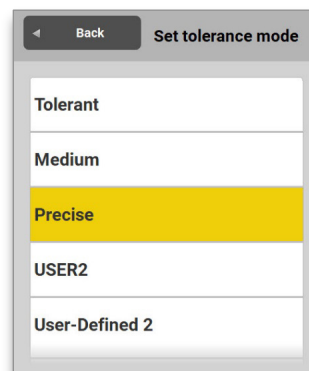 Back
Set tolerance mode
Tolerant
Medium
Precise
USER2
User-Defined 2